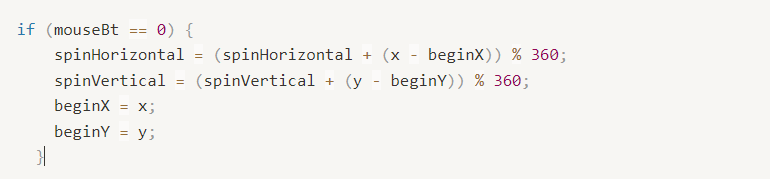 if (mouseBt == 0) {
    spinHorizontal = (spinHorizontal + (x - beginX)) % 360;
    spinVertical = (spinVertical + (y - beginY)) % 360;
    beginX = x;
    beginY = y;
  }